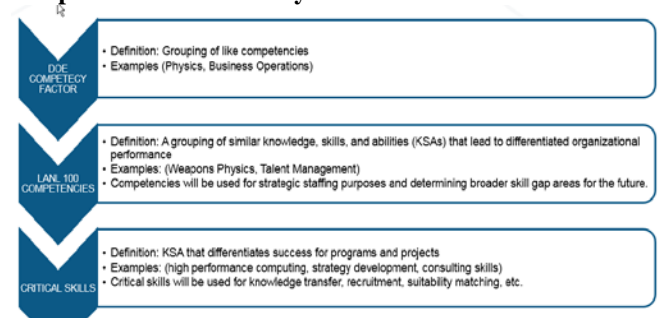 DOE
COMPETECY
FACTOR
• Definition: Grouping of like competencies
• Examples (Physics, Business Operations)
LANL 100
COMPETENCIES
• Definition: A grouping of similar knowledge, skills, and abilities (KSAs) that lead to differentiated organizational
performance
• Examples: (Weapons Physics, Talent Management)
• Competencies will be used for strategic staffing purposes and determining broader skill gap areas for the future.
CRITICAL SKILLS
• Definition: KSA that differentiates success for programs and projects
• Examples: (high performance computing, strategy development, consulting skills)
• Critical skills will be used for knowledge transfer, recruitment, suitability matching, etc.